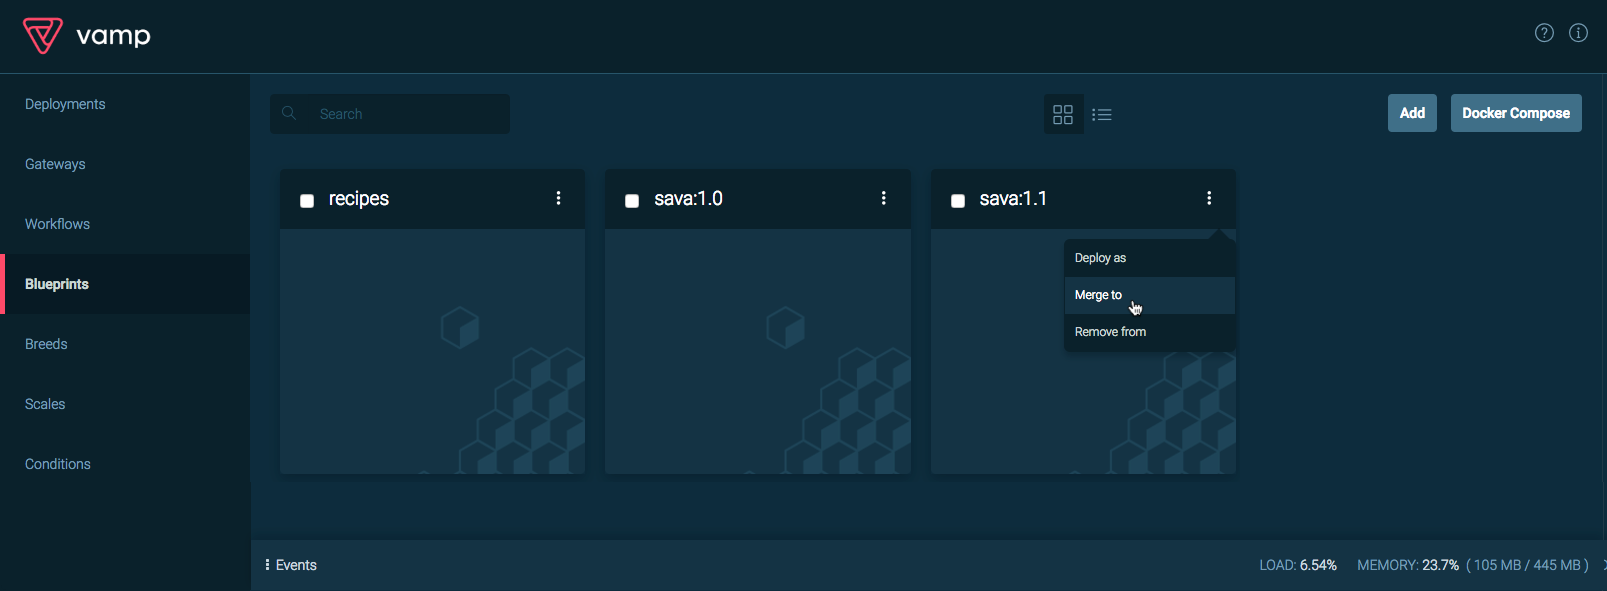 vamp
Deployments
Gateways
Workflows
Blueprints
Breeds
Scales
Conditions
Search
Add
Docker Compose
recipes
sava:1.0
sava:1.1
Deploy as
Merge to
Remove from
Events
LOAD: 6.54%
MEMORY: 23.7% ( 105 MB / 445 MB )